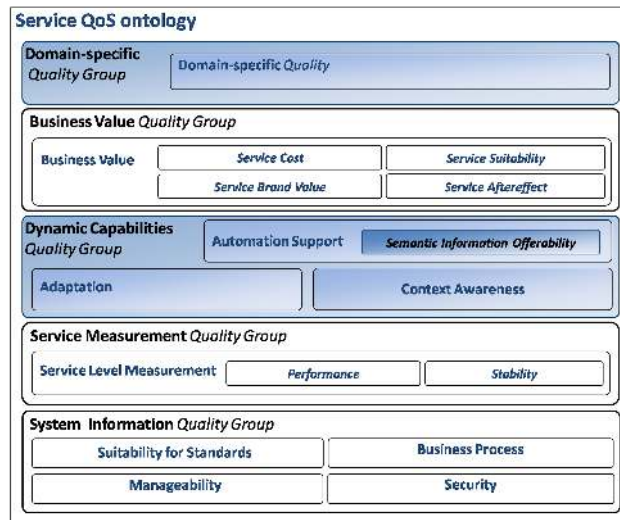 Service QoS ontology
Domain-specific
Quality Group
Domain-specific Quality
Business Value Quality Group
Business Value
Service Cost
Service Suitability
Service Brand Value
Service Aftereffect
Dynamic Capabilities
Quality Group
Automation Support
Semantic Information Offerability
Adaptation
Context Awareness
Service Measurement Quality Group
Service Level Measurement
Performance
Stability
System Information Quality Group
Suitability for Standards
Business Process
Manageability
Security